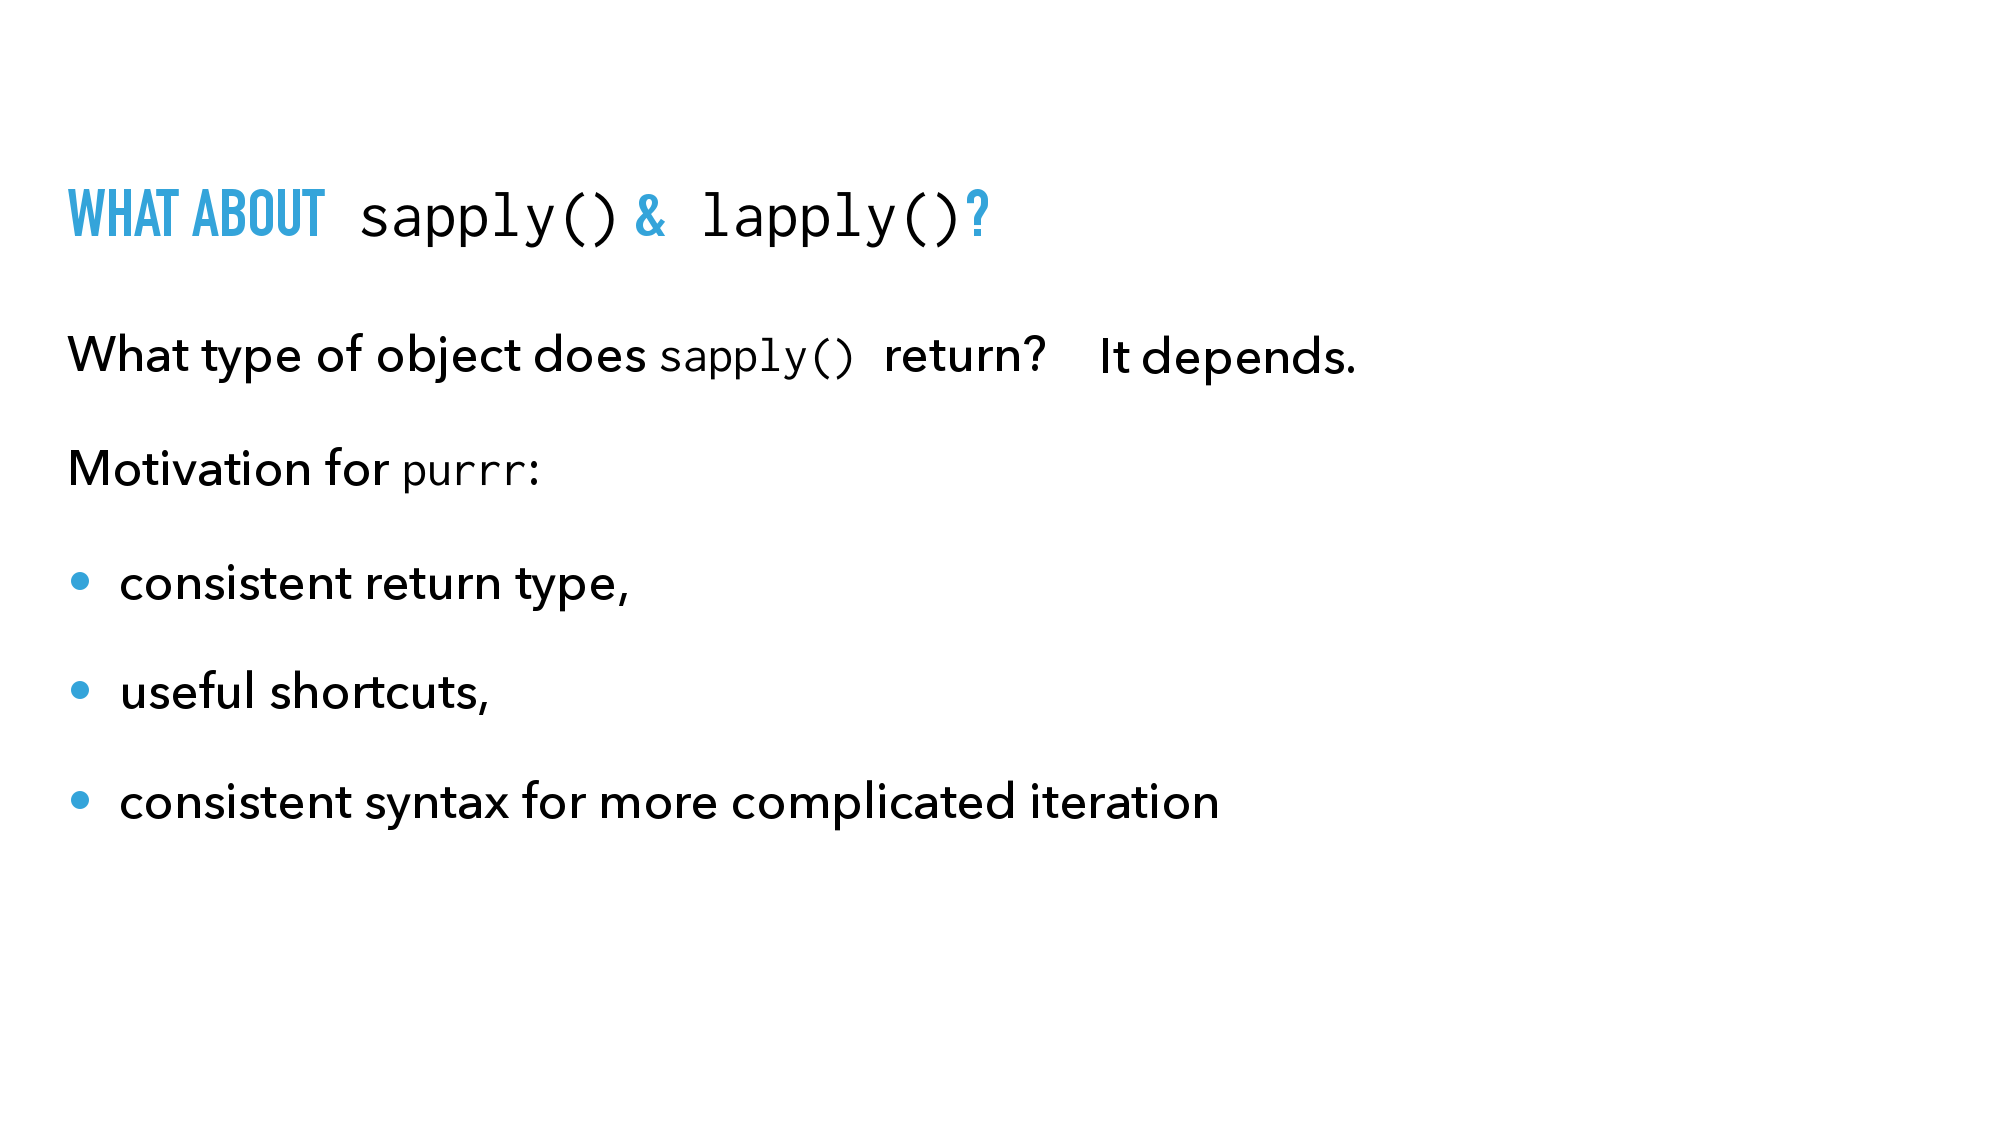 WHAT ABOUT sapply() & lapply()?
What type of object does sapply() return? It depends.
Motivation for purrr:
• consistent return type,
• useful shortcuts,
• consistent syntax for more complicated iteration